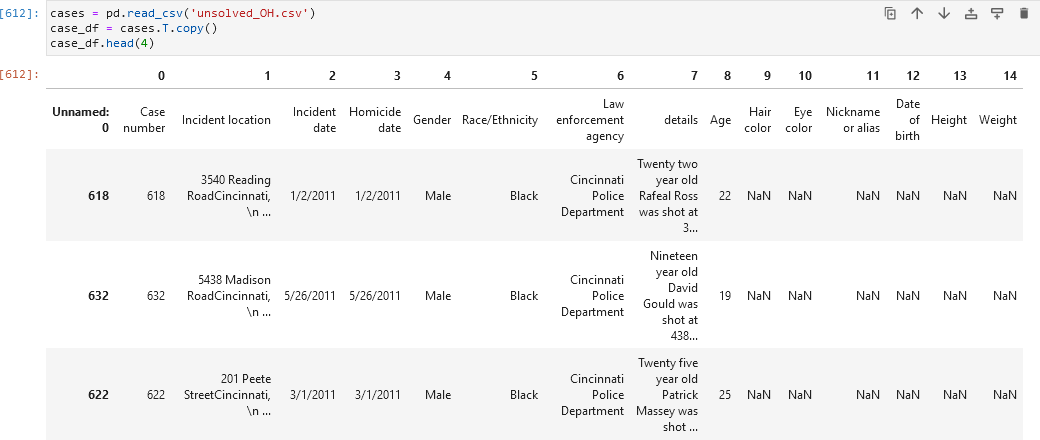 [612]: cases = pd.read_csv('unsolved_OH.csv')
case_df = cases.T.copy()
case_df.head(4)
[612]: 0 1 2 3 4 5 6 7 8 9 10 11 12 13 14
Unnamed: 0 Case number Incident location Incident date Homicide date Gender Race/Ethnicity Law enforcement agency details Age Hair color Eye color Nickname or alias Date of birth Height Weight
618 618 3540 Reading RoadCincinnati, \n ... 1/2/2011 1/2/2011 Male Black Cincinnati Police Department Twenty two year old Rafeal Ross was shot at 3... 22 NaN NaN NaN NaN NaN NaN
632 632 5438 Madison RoadCincinnati, \n ... 5/26/2011 5/26/2011 Male Black Cincinnati Police Department Nineteen year old David Gould was shot at 438... 19 NaN NaN NaN NaN NaN NaN
622 622 201 Peete StreetCincinnati, \n ... 3/1/2011 3/1/2011 Male Black Cincinnati Police Department Twenty five year old Patrick Massey was shot ... 25 NaN NaN NaN NaN NaN NaN